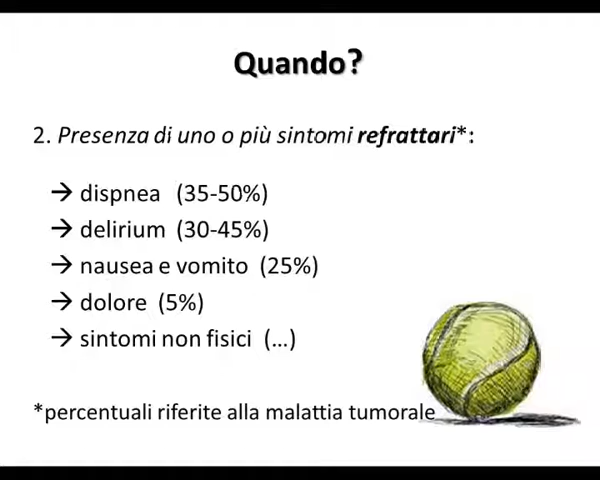 Quando?
2. Presenza di uno o più sintomi refrattari*:
→ dispnea (35-50%)
→ delirium (30-45%)
→ nausea e vomito (25%)
→ dolore (5%)
→ sintomi non fisici (...)
*percentuali riferite alla malattia tumorale